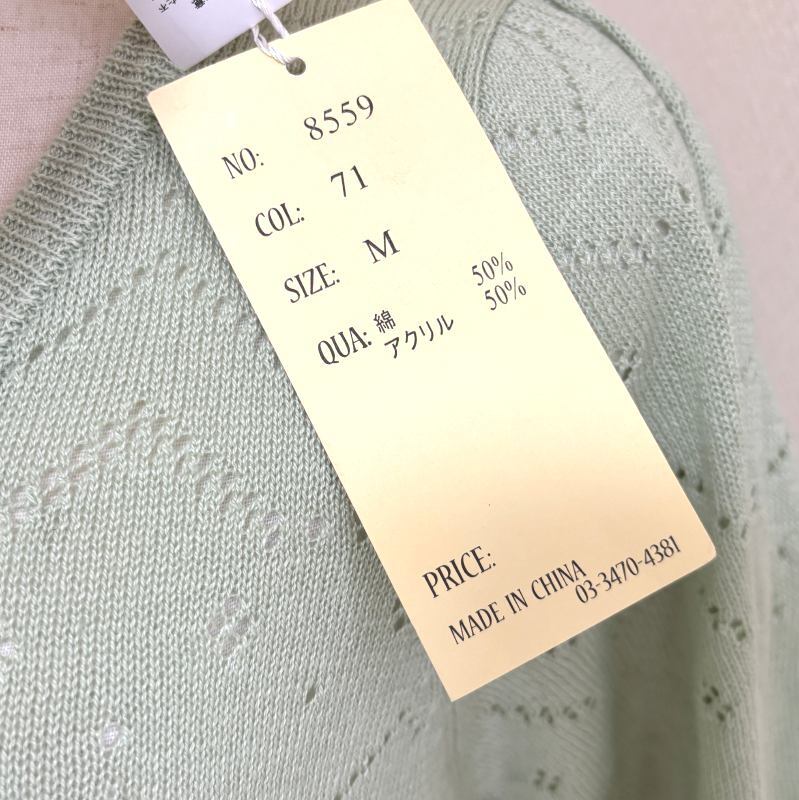 NO: 8559
COL: 71
SIZE: M
QUA: 綿 50%
アクリル 50%
PRICE:
MADE IN CHINA
03-3470-4381